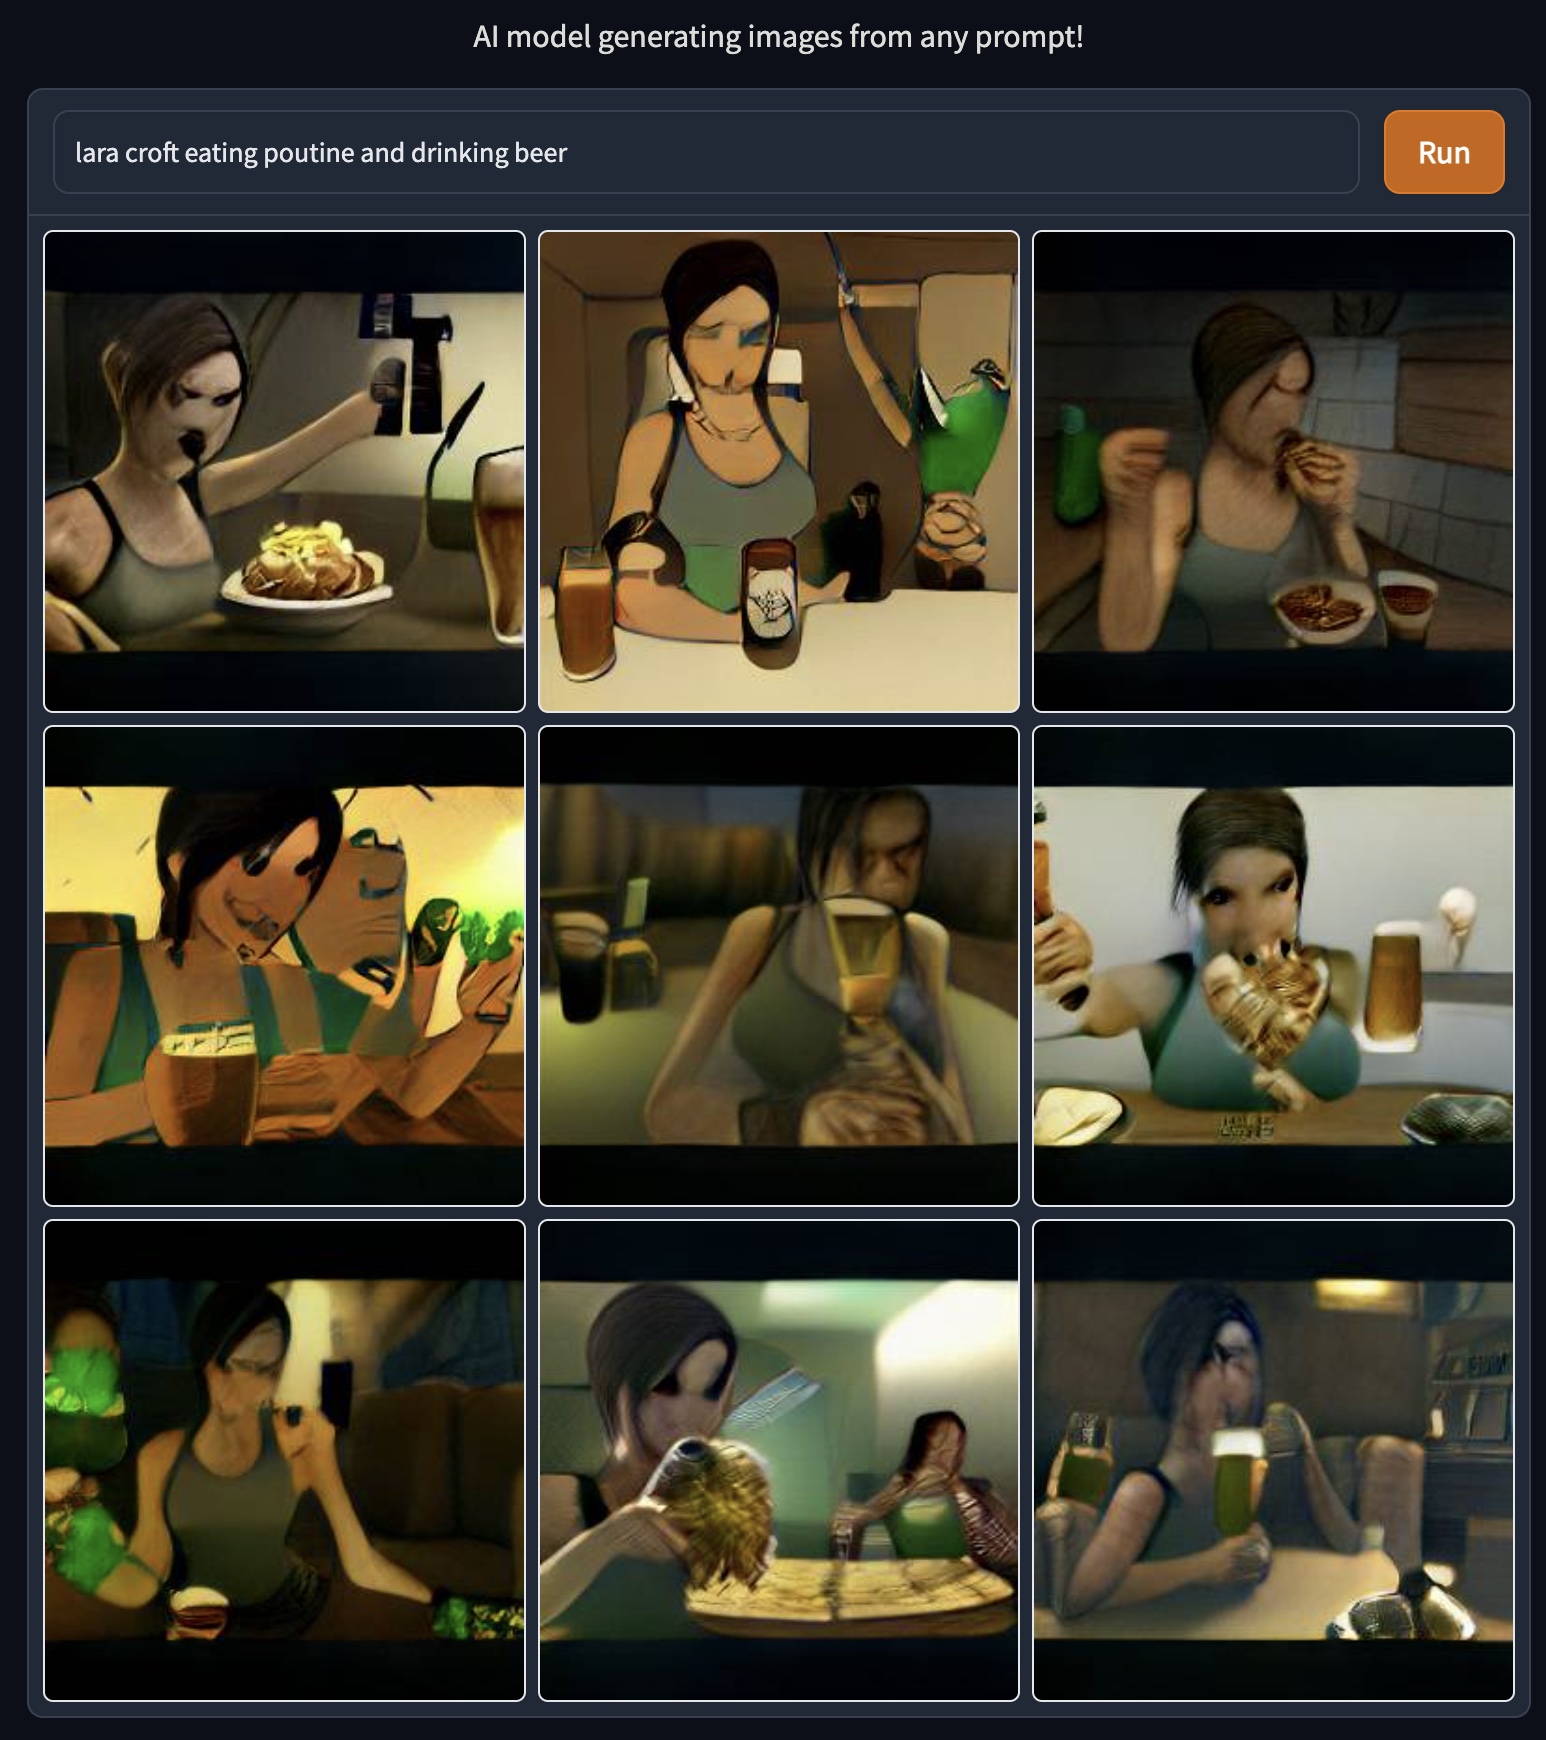 AI model generating images from any prompt!
lara croft eating poutine and drinking beer
Run